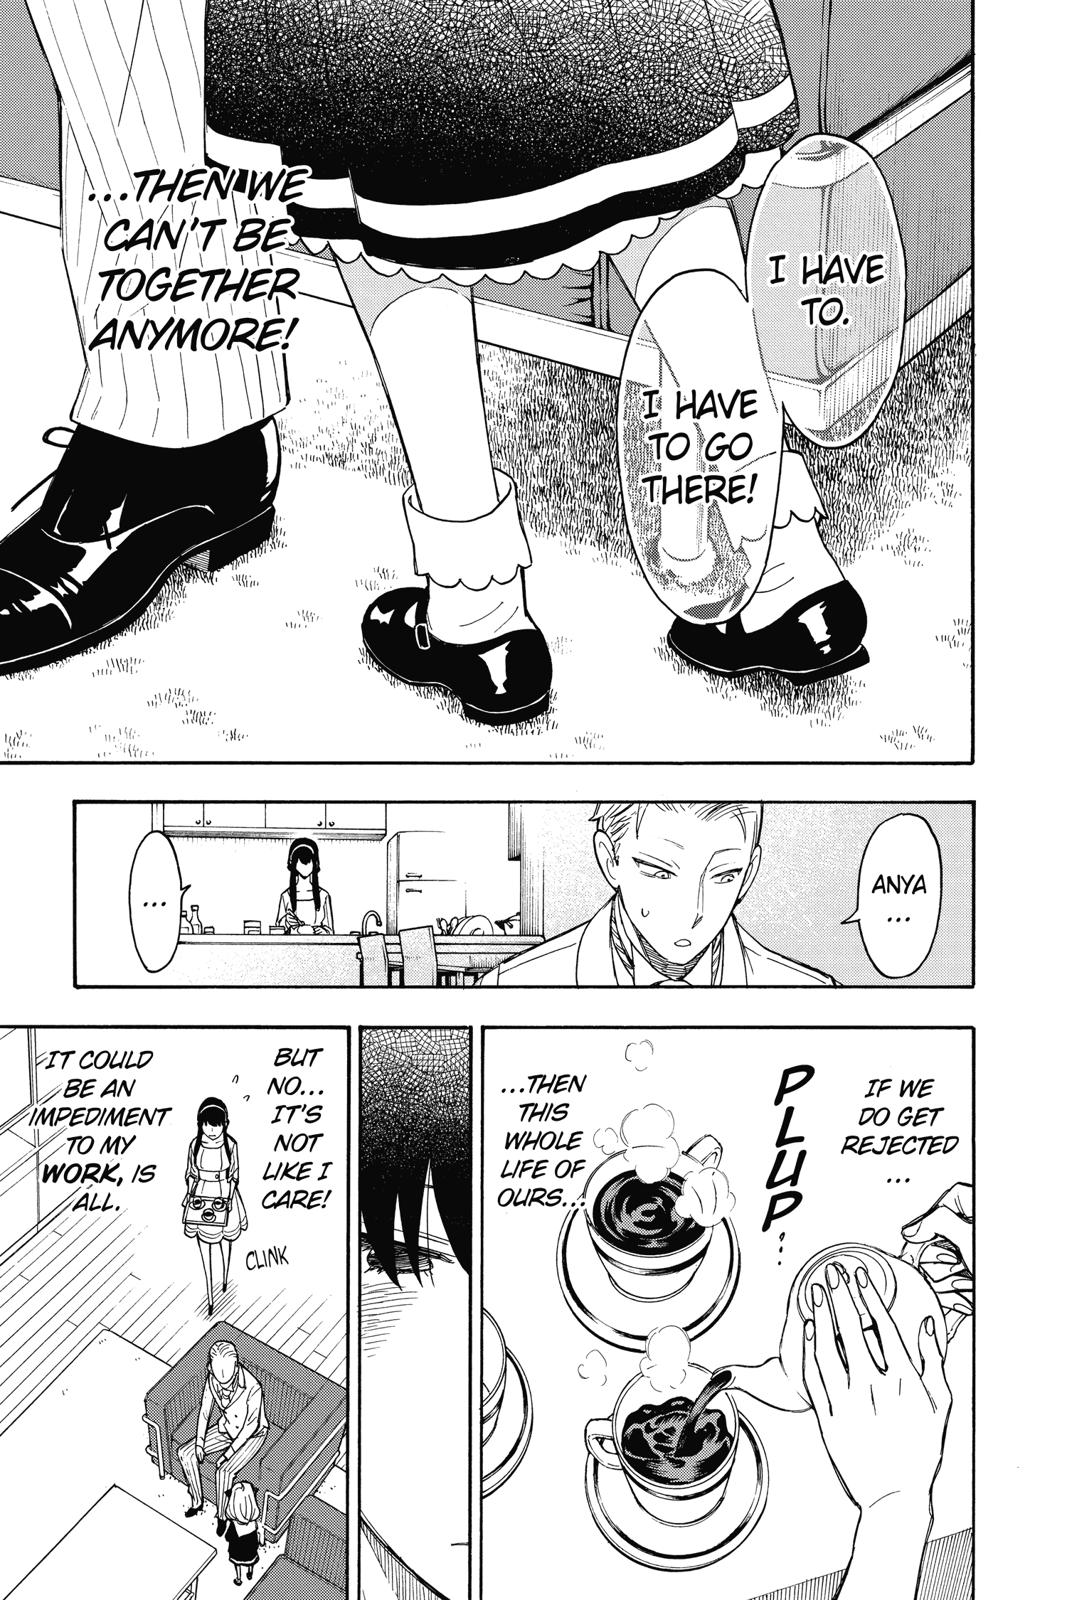 I HAVE
TO.
I HAVE
TO GO
THERE!
...THEN WE
CAN'T BE
TOGETHER
ANYMORE!
ANYA
...
...
IF WE
DO GET
REJECTED
...
PLUP...
...THEN
THIS
WHOLE
LIFE OF
OURS...
BUT
NO...
IT'S
NOT
LIKE I
CARE!
CLINK
IT COULD
BE AN
IMPEDIMENT
TO MY
WORK, IS
ALL.